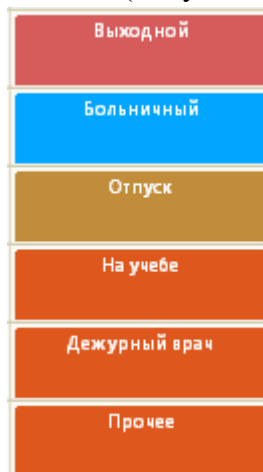 Выходной
Больничный
Отпуск
На учебе
Дежурный врач
Прочее